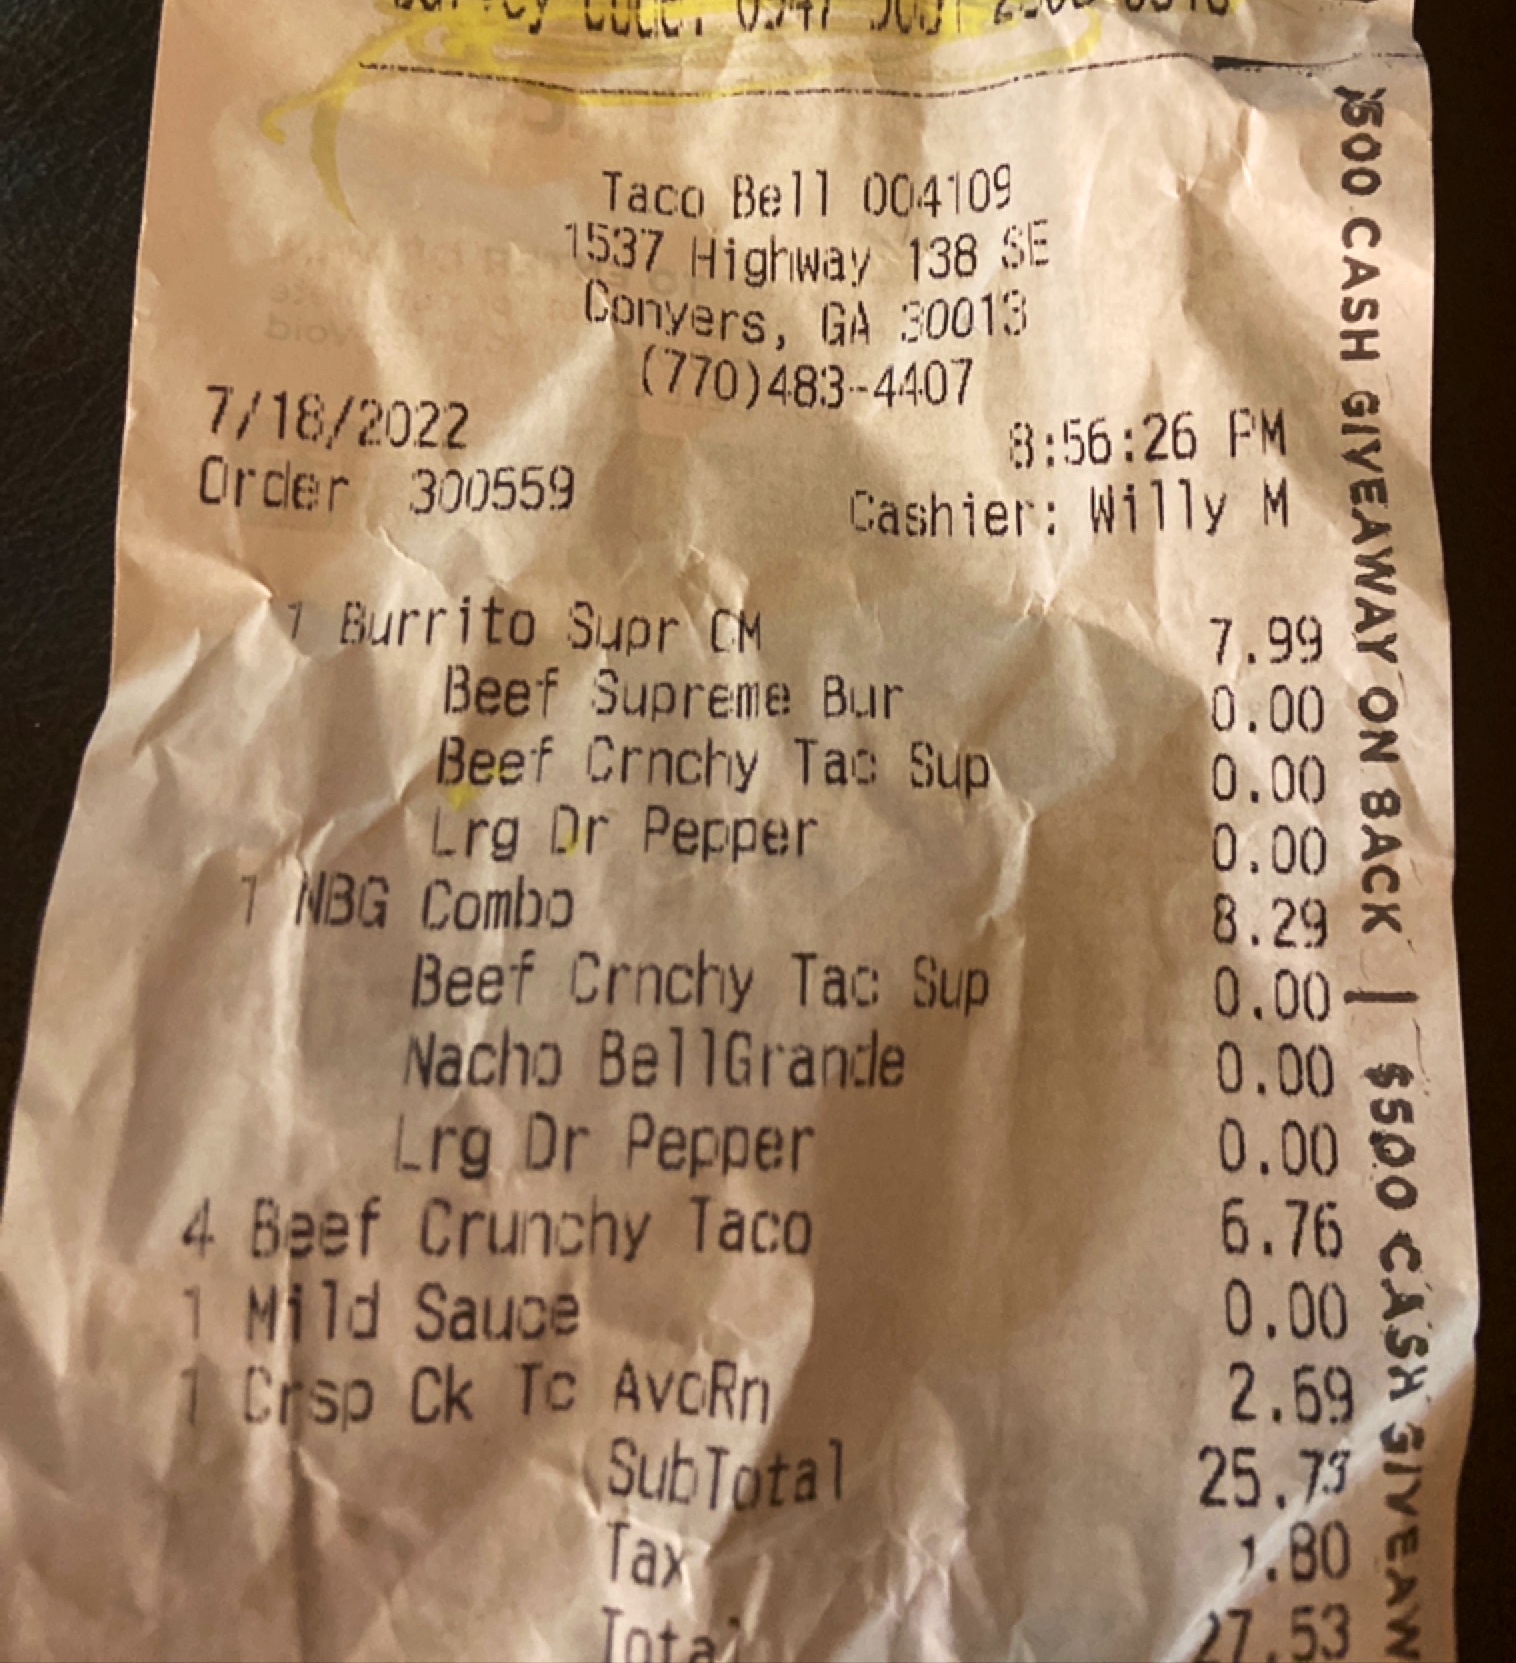 Survey Code:
Taco Bell 004109
1537 Highway 138 SE
Conyers, GA 30013
(770)483-4407
7/18/2022 8:56:26 PM
Order 300559 Cashier: Willy M
1 Burrito Supr CM 7.99
Beef Supreme Bur 0.00
Beef Crnchy Tac Sup 0.00
Lrg Dr Pepper 0.00
1 NBG Combo 8.29
Beef Crnchy Tac Sup 0.00
Nacho BellGrande 0.00
Lrg Dr Pepper 0.00
4 Beef Crunchy Taco 6.76
1 Mild Sauce 0.00
1 Crsp Ck Tc AvcRn 2.69
SubTotal 25.73
Tax 1.80
Total 27.53
$500 CASH GIVEAWAY ON BACK | $500 CASH GIVEAW